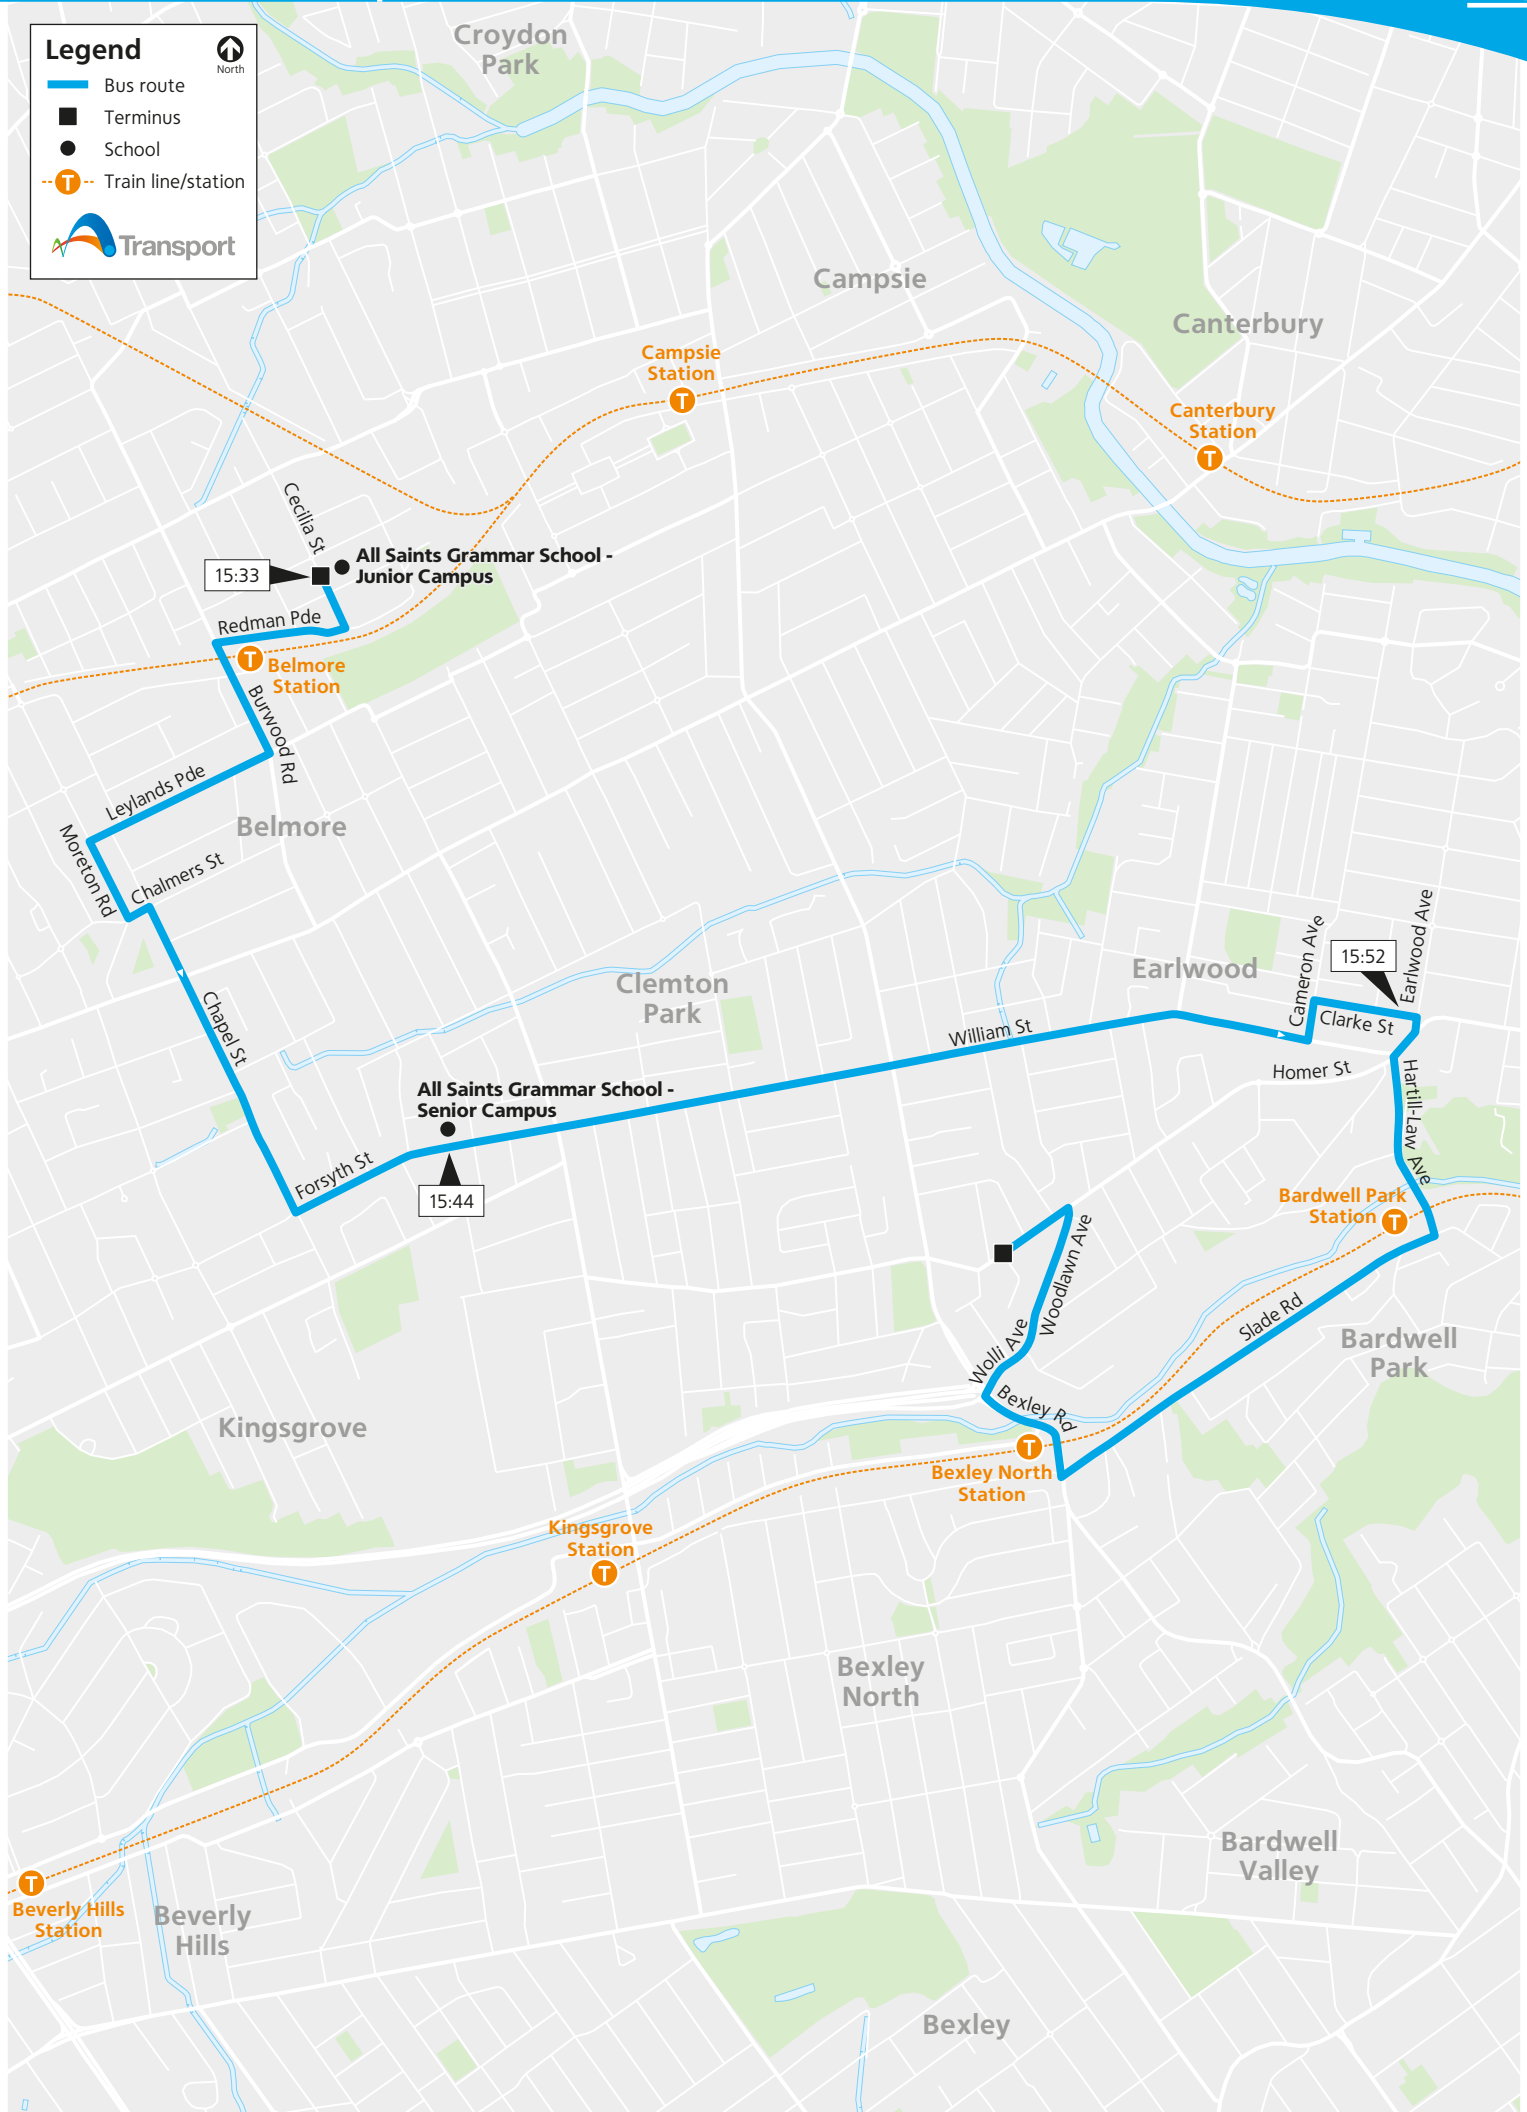 Legend
North
Bus route
Terminus
School
T
Train line/station
Transport
Croydon
Park
Campsie
Canterbury
Campsie
Station
T
Canterbury
Station
T
Cecilia St
All Saints Grammar School -
Junior Campus
15:33
Redman Pde
T
Belmore
Station
Burwood Rd
Leylands Pde
Belmore
Moreton Rd
Chalmers St
Earlwood Ave
Cameron Ave
15:52
Earlwood
Clemton
Park
Chapel St
William St
Clarke St
Homer St
Hartill-Law Ave
All Saints Grammar School -
Senior Campus
Forsyth St
15:44
Bardwell Park
Station
T
Woodlawn Ave
Slade Rd
Wolli Ave
Bardwell
Park
Bexley Rd
Kingsgrove
T
Bexley North
Station
Kingsgrove
Station
T
Bexley
North
Bardwell
Valley
T
Beverly Hills
Station
Beverly
Hills
Bexley